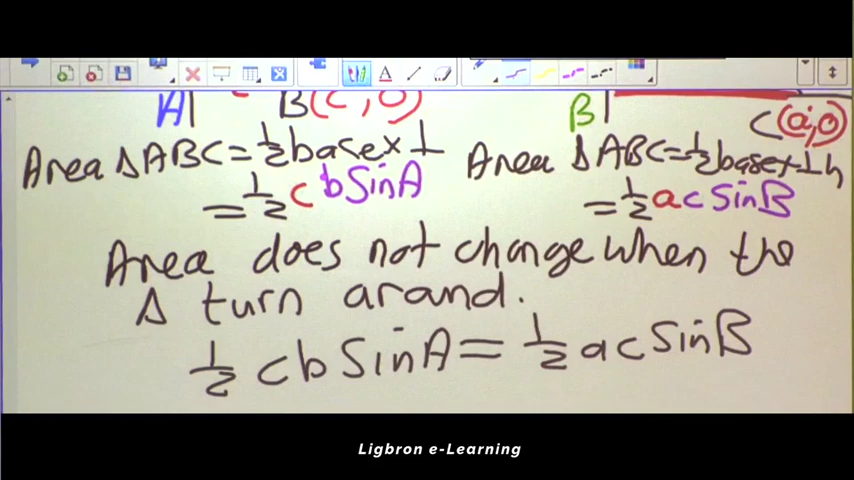 A B(c, 0) B
C(a, 0)
Area ΔABC = ½ base × ⊥ Area ΔABC = ½ base × ⊥h
= ½ c b Sin A = ½ a c Sin B
Area does not change when the
Δ turn arand.
½ c b Sin A = ½ a c Sin B
Ligbron e-Learning